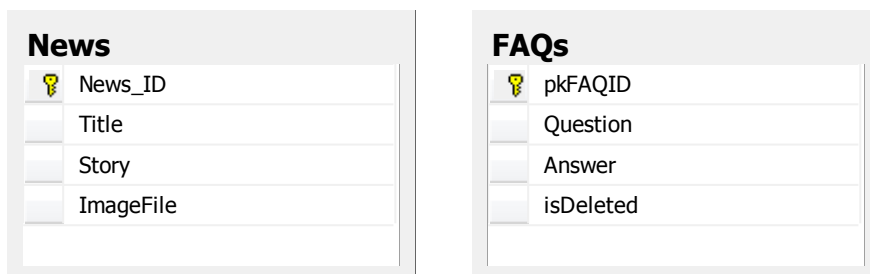 News
News_ID
Title
Story
ImageFile
FAQs
pkFAQID
Question
Answer
isDeleted